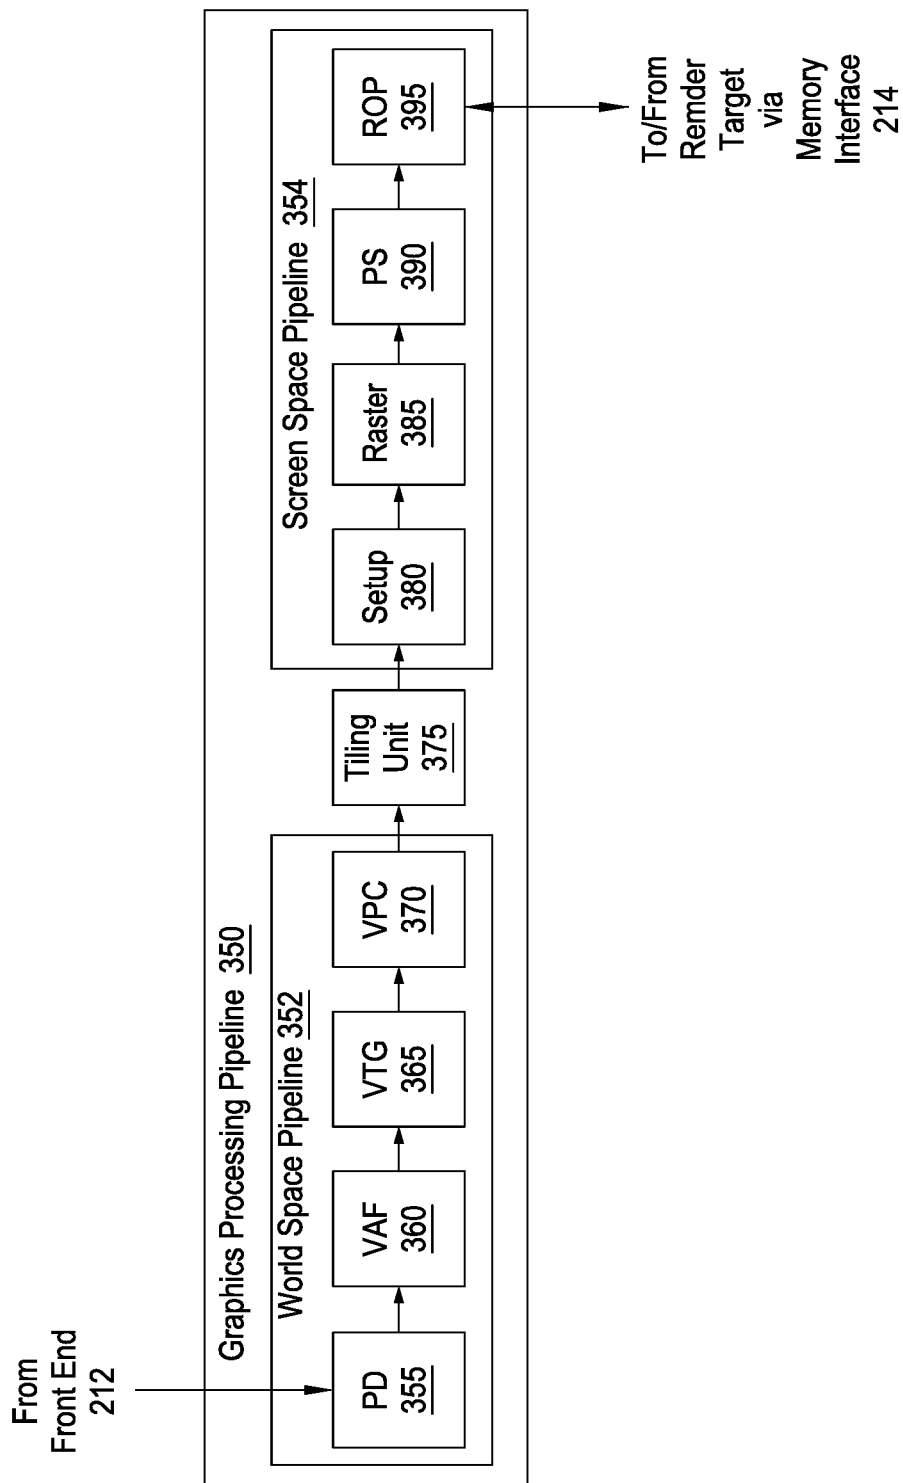 From
Front End
212
Graphics Processing Pipeline 350
World Space Pipeline 352
PD
355
VAF
360
VTG
365
VPC
370
Tiling
Unit
375
Screen Space Pipeline 354
Setup
380
Raster
385
PS
390
ROP
395
To/From
Remder
Target
via
Memory
Interface
214